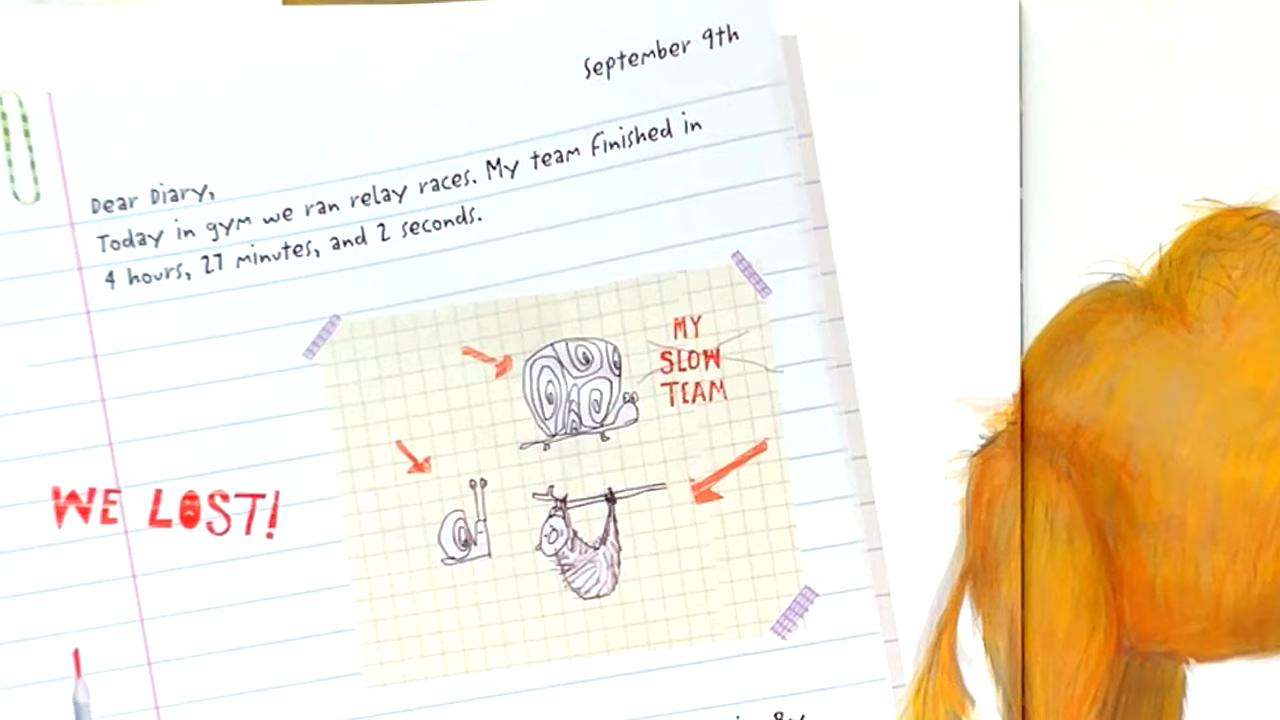 September 9th
Dear Diary,
Today in gym we ran relay races. My team finished in
4 hours, 27 minutes, and 2 seconds.
MY
SLOW
TEAM
WE LOST!